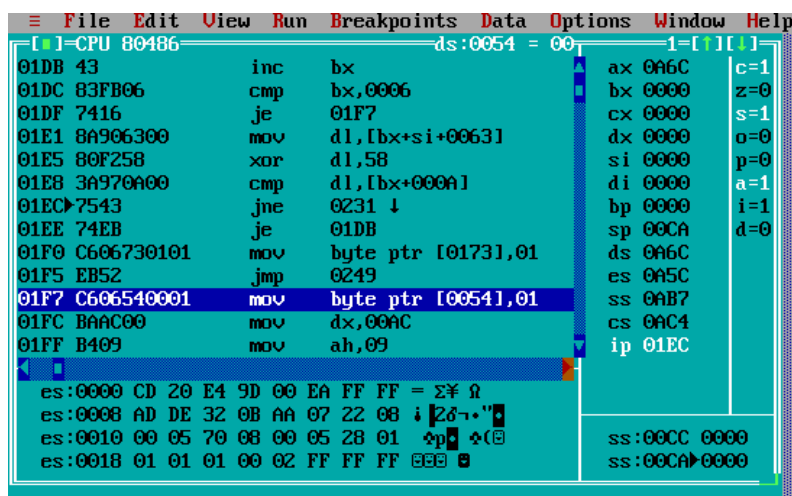 ≡ File Edit View Run Breakpoints Data Options Window Help
[■]=CPU 80486 ds:0054 = 00 1=[↑][↓]
01DB 43 inc bx ax 0A6C c=1
01DC 83FB06 cmp bx,0006 bx 0000 z=0
01DF 7416 je 01F7 cx 0000 s=1
01E1 8A906300 mov dl,[bx+si+0063] dx 0000 o=0
01E5 80F258 xor dl,58 si 0000 p=0
01E8 3A970A00 cmp dl,[bx+000A] di 0000 a=1
01EC►7543 jne 0231 ↓ bp 0000 i=1
01EE 74EB je 01DB sp 00CA d=0
01F0 C606730101 mov byte ptr [0173],01 ds 0A6C
01F5 EB52 jmp 0249 es 0A5C
01F7 C606540001 mov byte ptr [0054],01 ss 0AB7
01FC BAAC00 mov dx,00AC cs 0AC4
01FF B409 mov ah,09 ip 01EC
es:0000 CD 20 E4 9D 00 EA FF FF = Σ¥ Ω
es:0008 AD DE 32 0B AA 07 22 08 ¡ 2♂¬•"◘
es:0010 00 05 70 08 00 05 28 01 ♣p◘ ♣(☺ ss:00CC 0000
es:0018 01 01 01 00 02 FF FF FF ☺☺☺ ☻ ss:00CA►0000